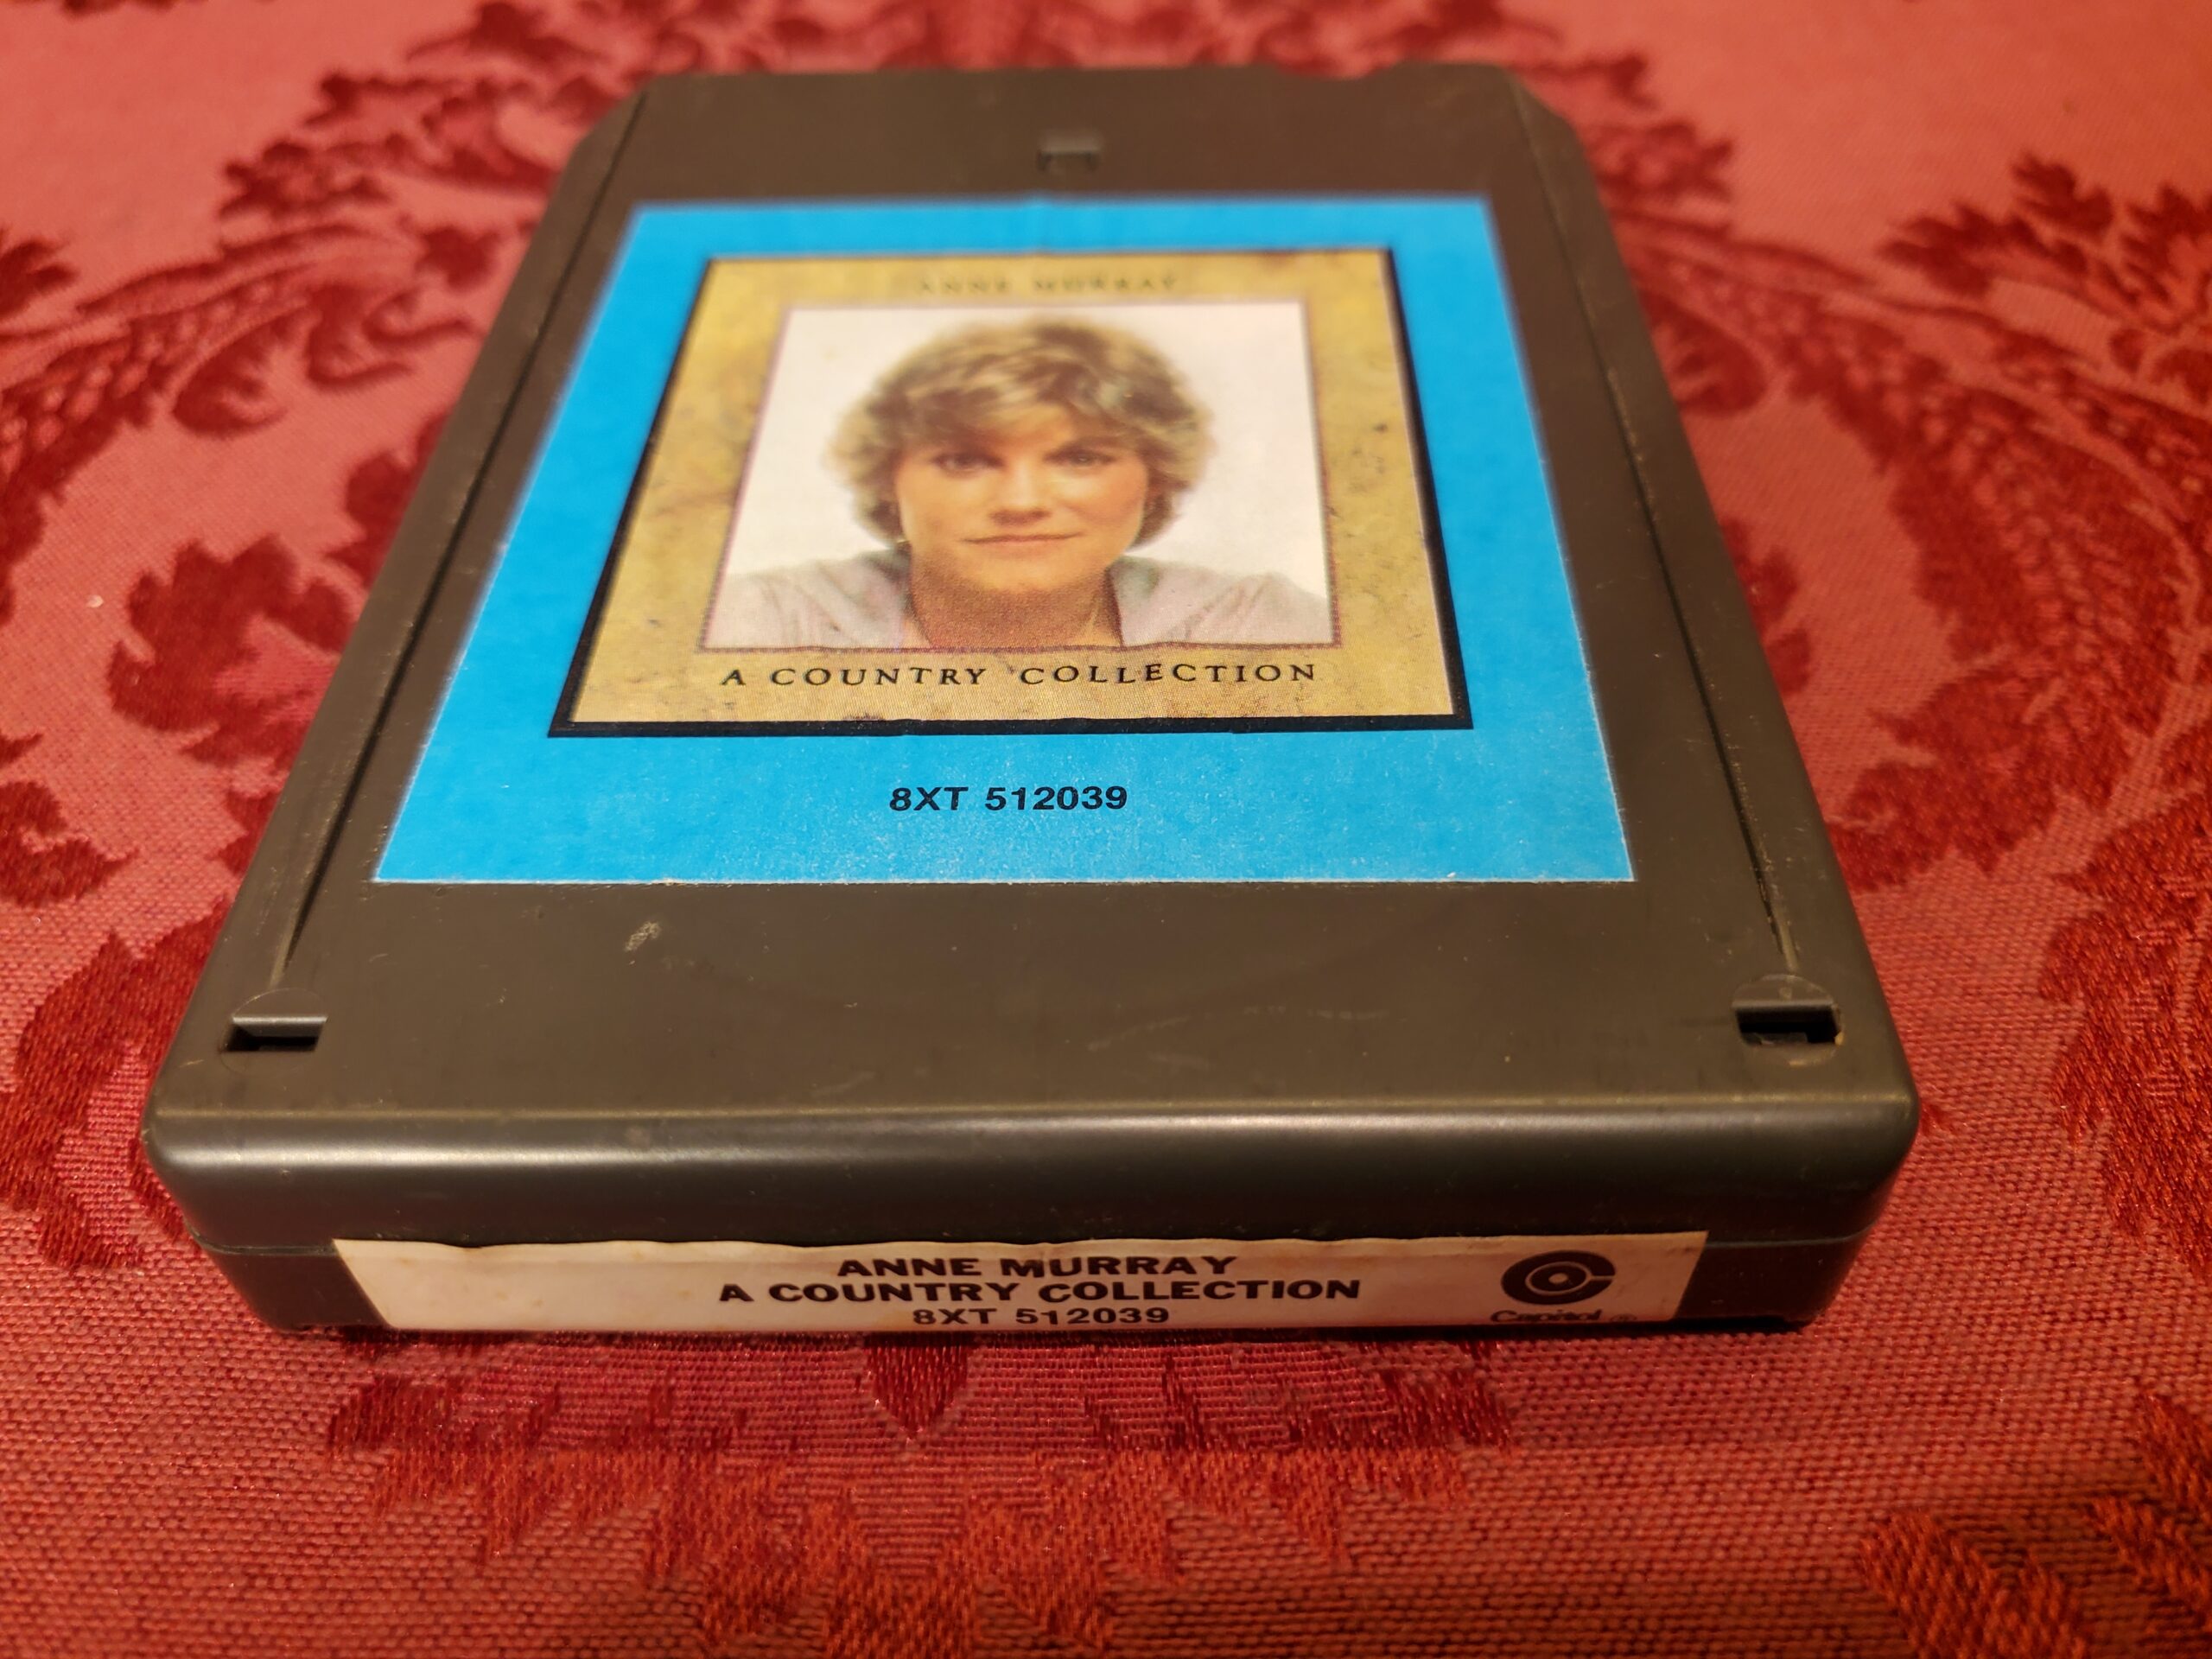 ANNE MURRAY
A COUNTRY COLLECTION
8XT 512039
ANNE MURRAY
A COUNTRY COLLECTION
8XT 512039
Capitol ®